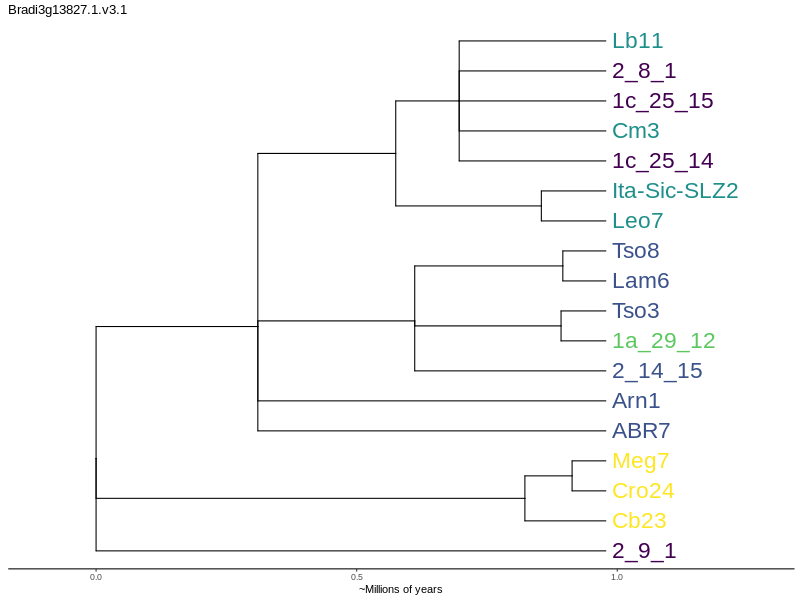 Bradi3g13827.1.v3.1
Lb11
2_8_1
1c_25_15
Cm3
1c_25_14
Ita-Sic-SLZ2
Leo7
Tso8
Lam6
Tso3
1a_29_12
2_14_15
Arn1
ABR7
Meg7
Cro24
Cb23
2_9_1
0.0 0.5 1.0
~Millions of years